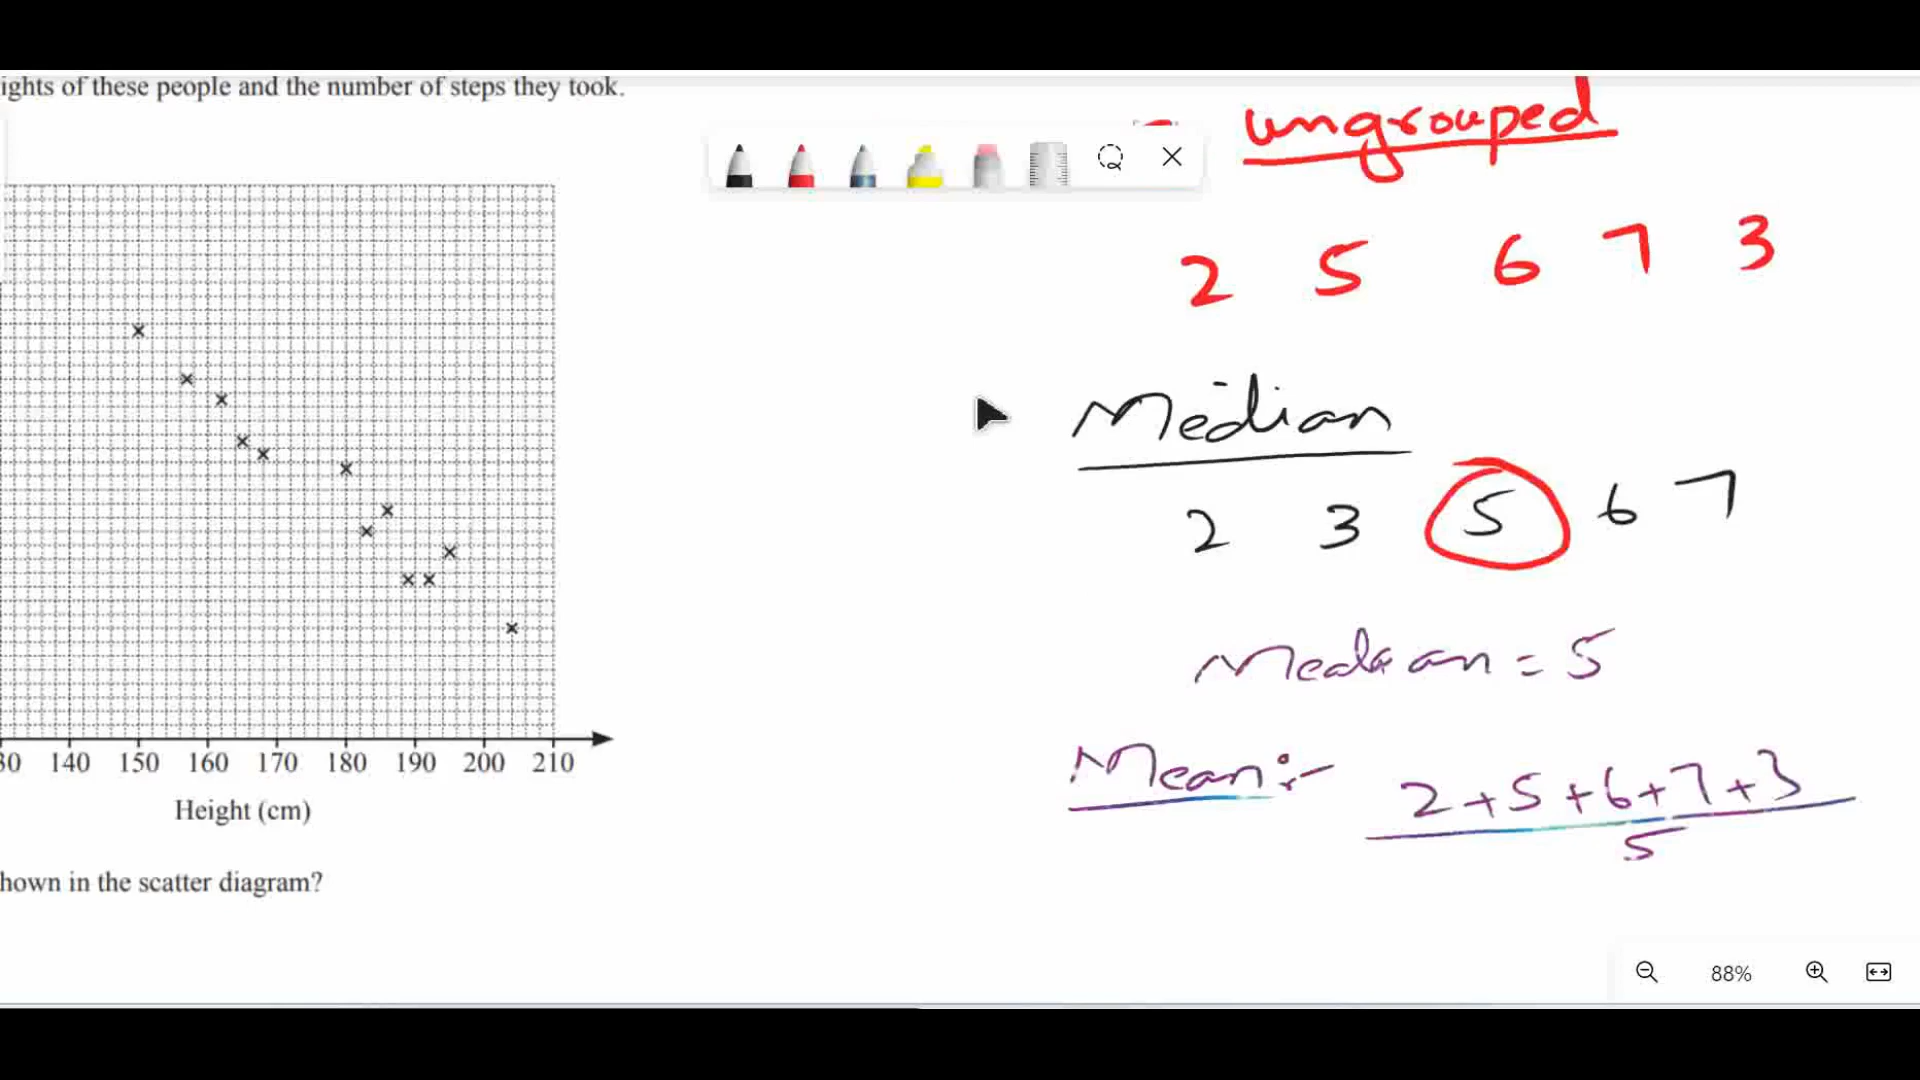 ights of these people and the number of steps they took.
30 140 150 160 170 180 190 200 210
Height (cm)
hown in the scatter diagram?
ungrouped
2 5 6 7 3
Median
2 3 5 6 7
Median = 5
Mean:- 2+5+6+7+3
5
88%